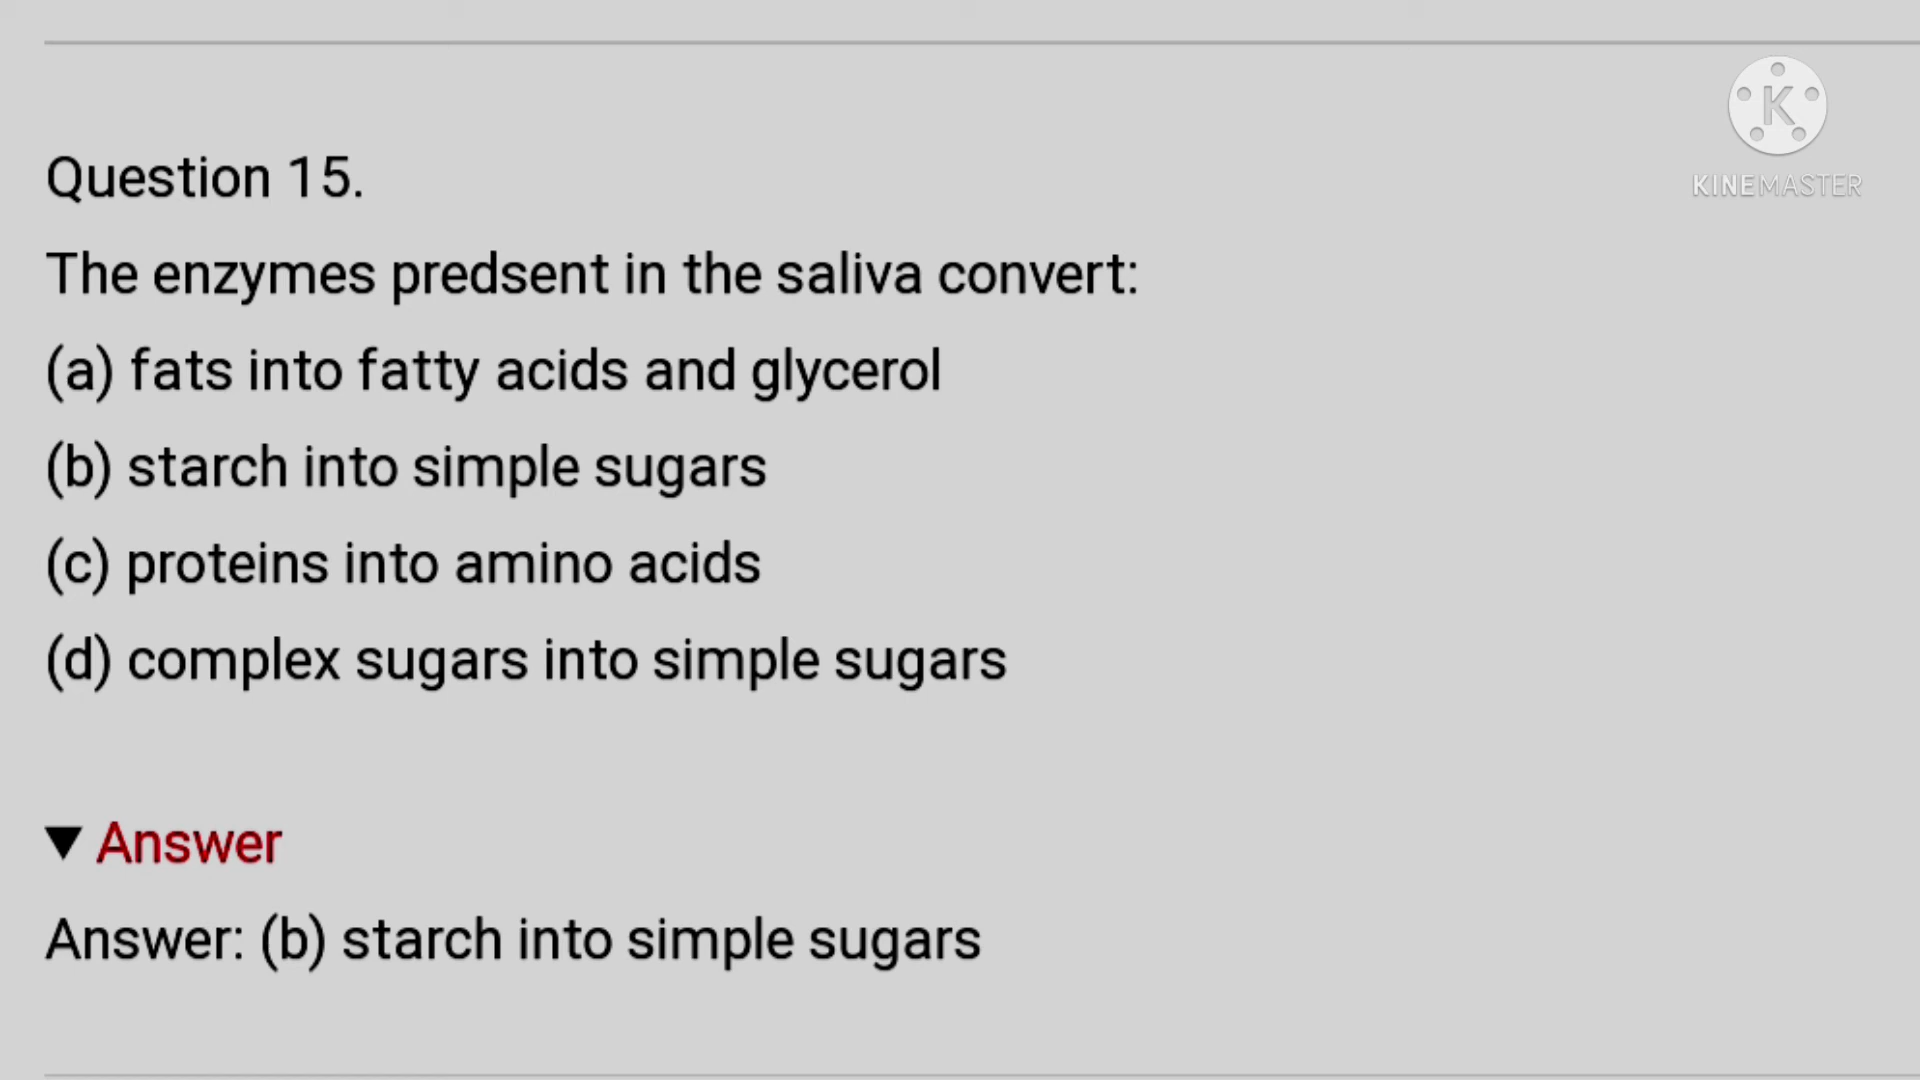 K
KINEMASTER
Question 15.
The enzymes predsent in the saliva convert:
(a) fats into fatty acids and glycerol
(b) starch into simple sugars
(c) proteins into amino acids
(d) complex sugars into simple sugars
▼ Answer
Answer: (b) starch into simple sugars